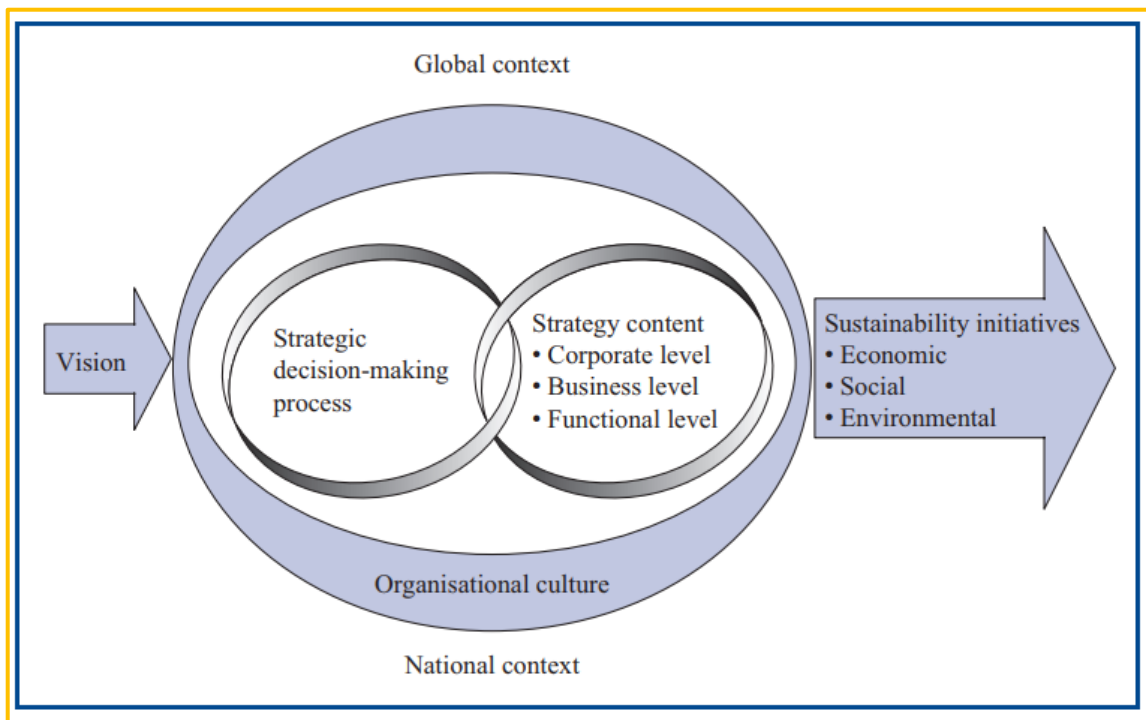 Global context
Vision
Strategic
decision-making
process
Strategy content
• Corporate level
• Business level
• Functional level
Sustainability initiatives
• Economic
• Social
• Environmental
Organisational culture
National context